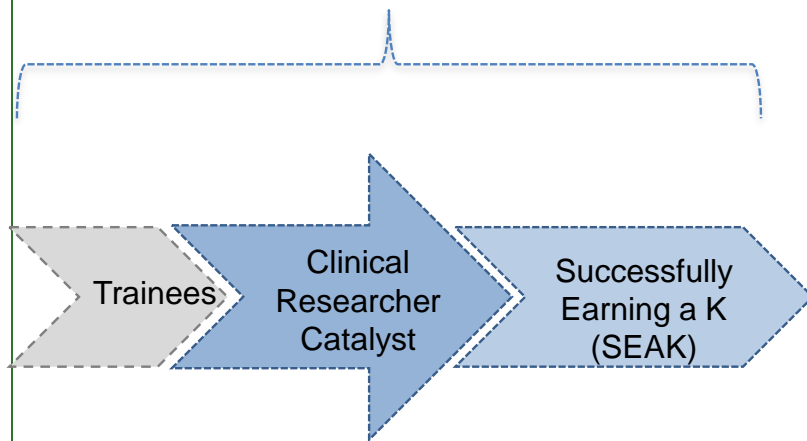 Trainees
Clinical
Researcher
Catalyst
Successfully
Earning a K
(SEAK)